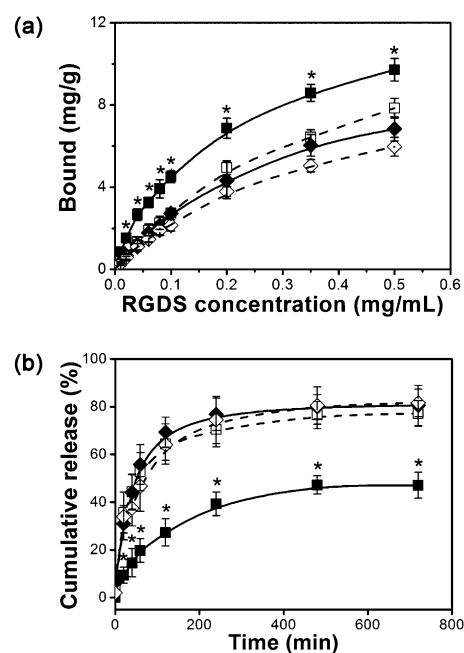 (a)
12
8
4
0
Bound (mg/g)
* * * * * * * *
0.0 0.1 0.2 0.3 0.4 0.5 0.6
RGDS concentration (mg/mL)
(b)
100
80
60
40
20
0
Cumulative release (%)
* * * * * * *
0 200 400 600 800
Time (min)